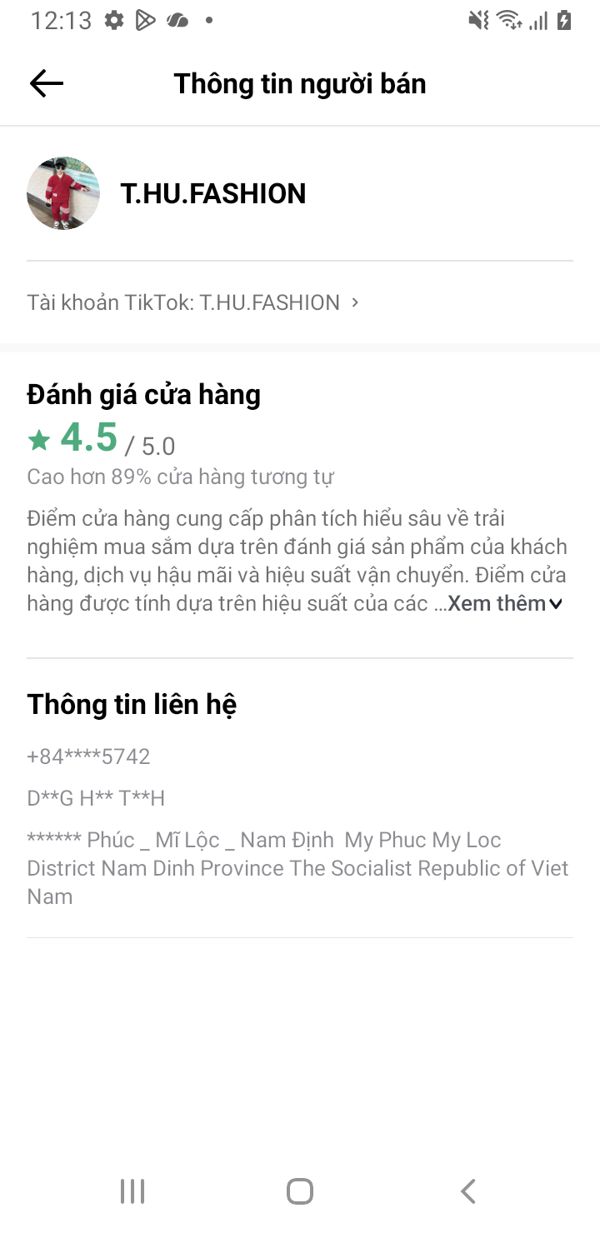 12:13
Thông tin người bán
T.HU.FASHION
Tài khoản TikTok: T.HU.FASHION >
Đánh giá cửa hàng
4.5 / 5.0
Cao hơn 89% cửa hàng tương tự
Điểm cửa hàng cung cấp phân tích hiểu sâu về trải
nghiệm mua sắm dựa trên đánh giá sản phẩm của khách
hàng, dịch vụ hậu mãi và hiệu suất vận chuyển. Điểm cửa
hàng được tính dựa trên hiệu suất của các ...Xem thêm
Thông tin liên hệ
+84****5742
D**G H** T**H
****** Phúc _ Mĩ Lộc _ Nam Định  My Phuc My Loc
District Nam Dinh Province The Socialist Republic of Viet
Nam